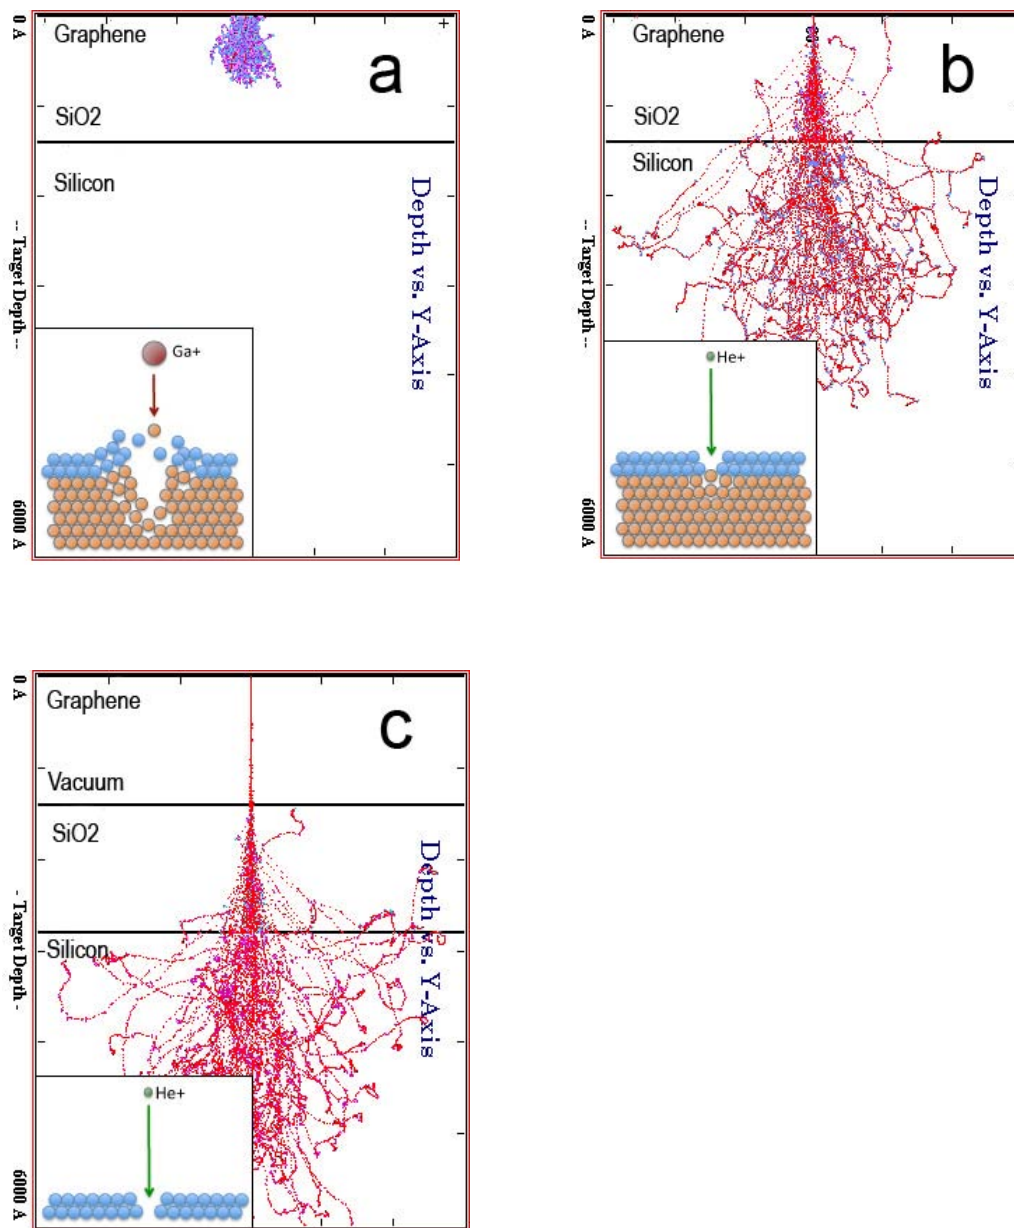 0 A
Graphene
a
SiO2
Silicon
Depth vs. Y-Axis
-- Target Depth --
Ga+
6000 A
0 A
Graphene
b
SiO2
Silicon
Depth vs. Y-Axis
-- Target Depth --
He+
6000 A
0 A
Graphene
c
Vacuum
SiO2
Depth vs. Y-Axis
Silicon
- Target Depth -
He+
6000 A